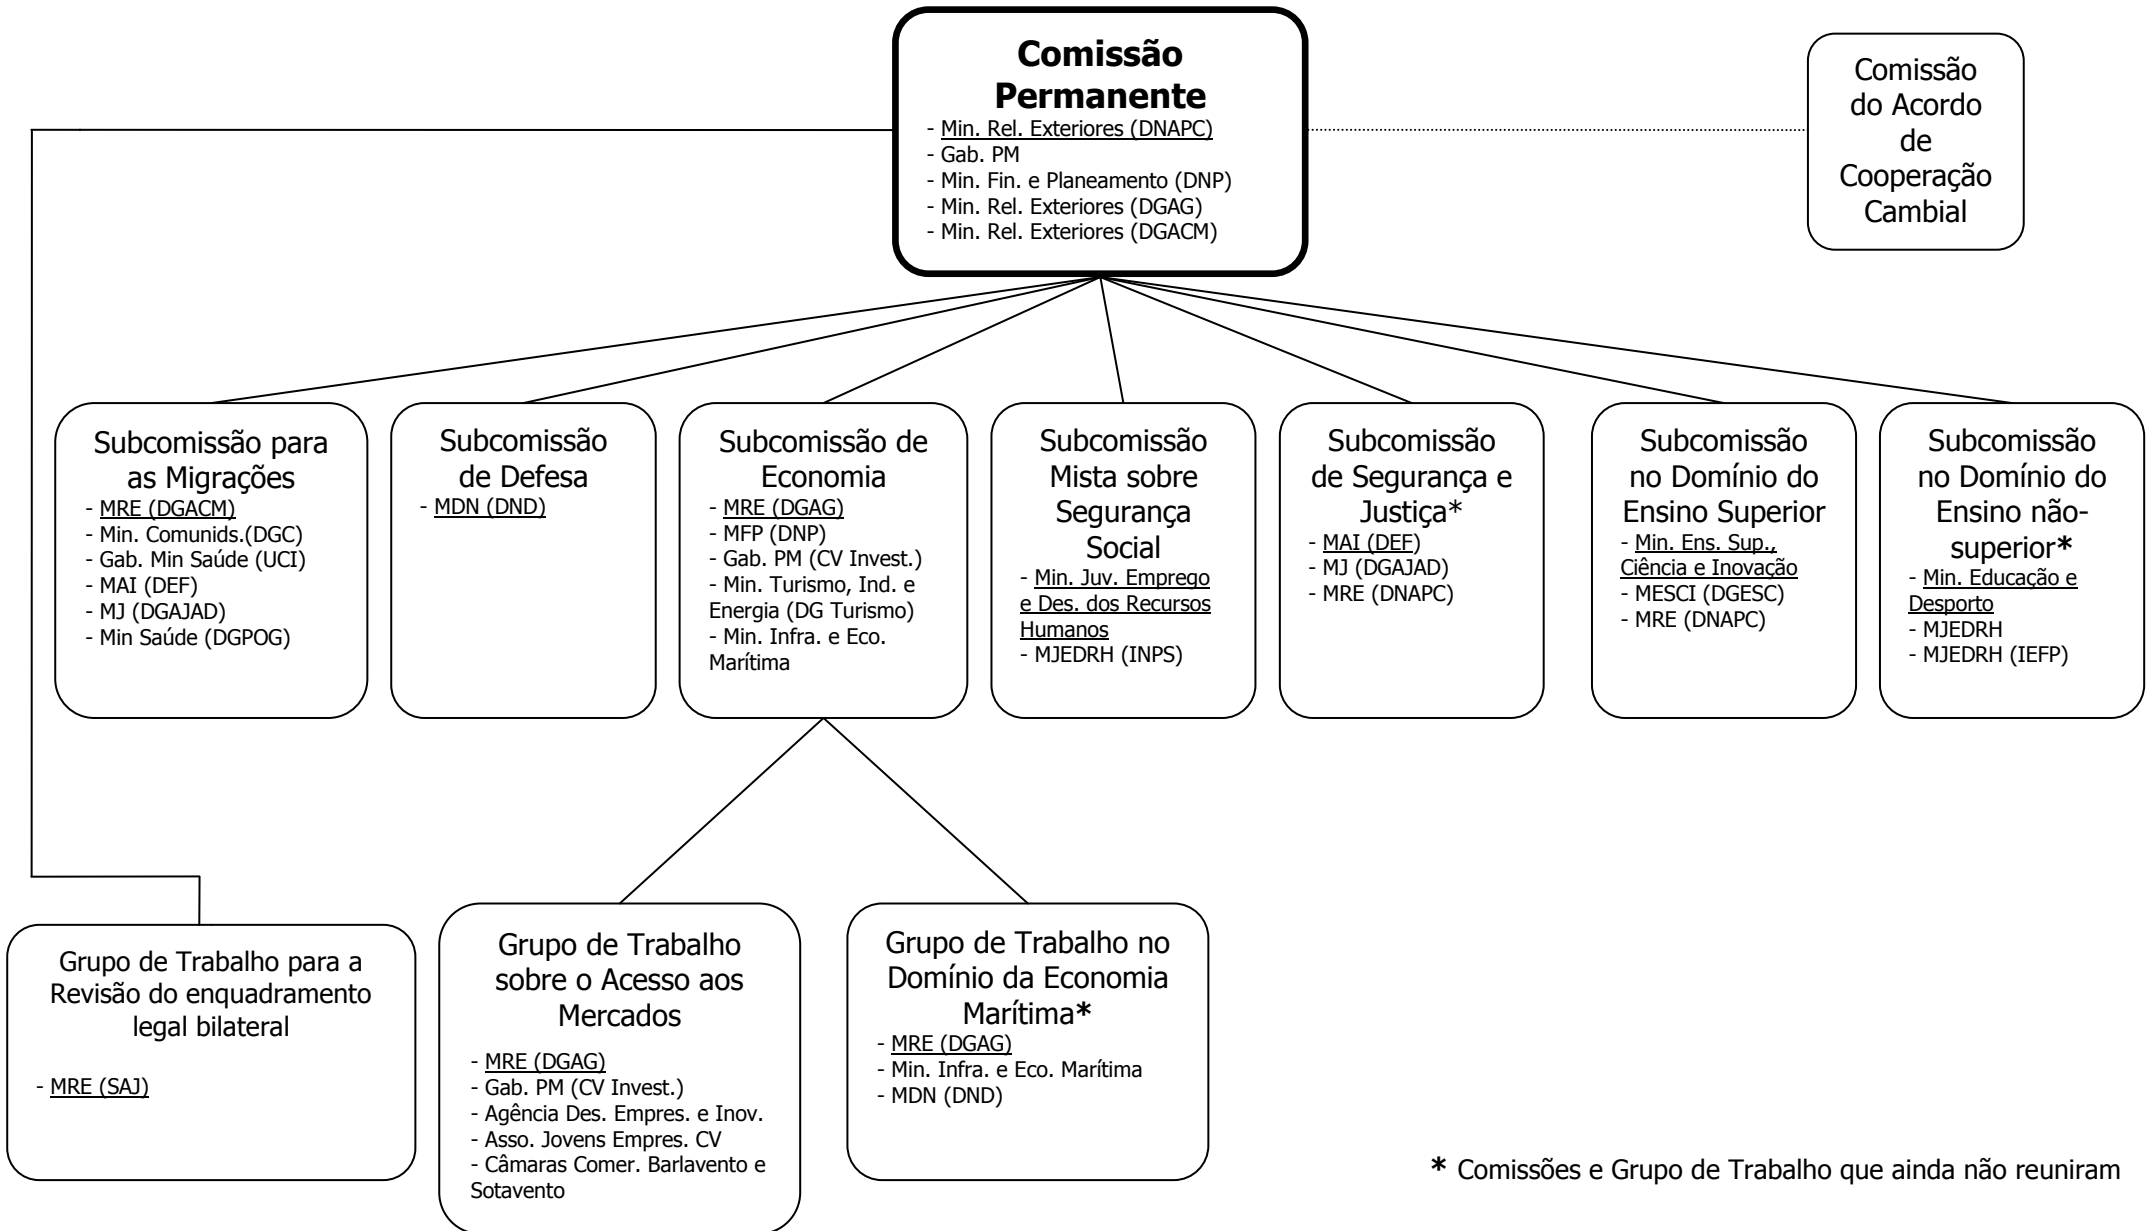 Comissão
Permanente
- Min. Rel. Exteriores (DNAPC)
- Gab. PM
- Min. Fin. e Planeamento (DNP)
- Min. Rel. Exteriores (DGAG)
- Min. Rel. Exteriores (DGACM)
Comissão
do Acordo
de
Cooperação
Cambial
Subcomissão para
as Migrações
- MRE (DGACM)
- Min. Comunids.(DGC)
- Gab. Min Saúde (UCI)
- MAI (DEF)
- MJ (DGAJAD)
- Min Saúde (DGPOG)
Subcomissão
de Defesa
- MDN (DND)
Subcomissão de
Economia
- MRE (DGAG)
- MFP (DNP)
- Gab. PM (CV Invest.)
- Min. Turismo, Ind. e
Energia (DG Turismo)
- Min. Infra. e Eco.
Marítima
Subcomissão
Mista sobre
Segurança
Social
- Min. Juv. Emprego
e Des. dos Recursos
Humanos
- MJEDRH (INPS)
Subcomissão
de Segurança e
Justiça*
- MAI (DEF)
- MJ (DGAJAD)
- MRE (DNAPC)
Subcomissão
no Domínio do
Ensino Superior
- Min. Ens. Sup.,
Ciência e Inovação
- MESCI (DGESC)
- MRE (DNAPC)
Subcomissão
no Domínio do
Ensino não-
superior*
- Min. Educação e
Desporto
- MJEDRH
- MJEDRH (IEFP)
Grupo de Trabalho para a
Revisão do enquadramento
legal bilateral
- MRE (SAJ)
Grupo de Trabalho
sobre o Acesso aos
Mercados
- MRE (DGAG)
- Gab. PM (CV Invest.)
- Agência Des. Empres. e Inov.
- Asso. Jovens Empres. CV
- Câmaras Comer. Barlavento e
Sotavento
Grupo de Trabalho no
Domínio da Economia
Marítima*
- MRE (DGAG)
- Min. Infra. e Eco. Marítima
- MDN (DND)
* Comissões e Grupo de Trabalho que ainda não reuniram